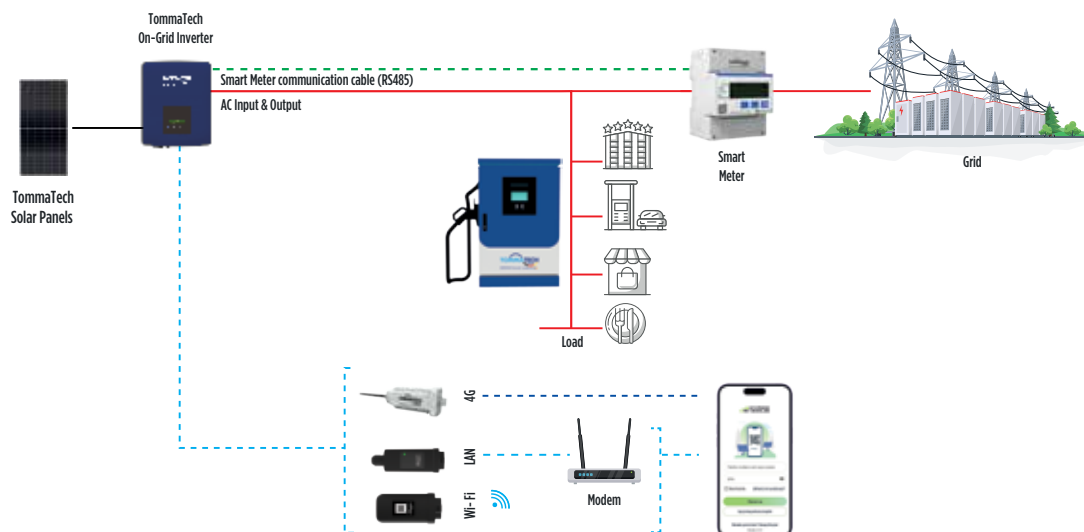 TommaTech
On-Grid Inverter
Smart Meter communication cable (RS485)
AC Input & Output
TommaTech
Solar Panels
Smart
Meter
Grid
TOMMATECH
Load
4G
LAN
Wi-Fi
Modem